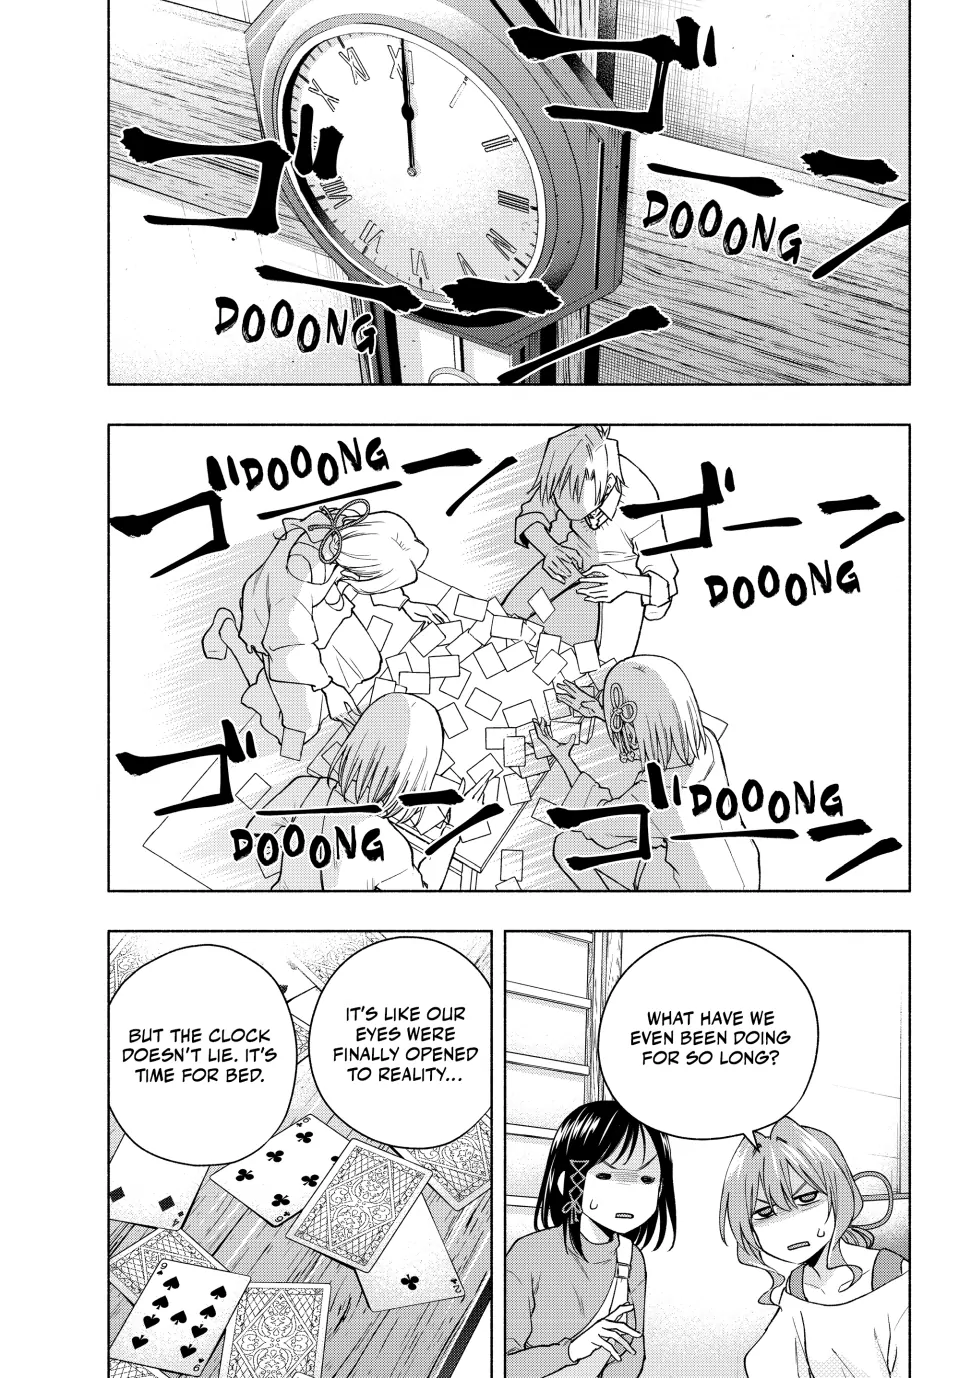 ゴーン
DOOONG
ゴーン
DOOONG
ゴーン
DOOONG
ゴーン
DOOONG
ゴーン
DOOONG
ゴーン
DOOONG
WHAT HAVE WE
EVEN BEEN DOING
FOR SO LONG?
IT'S LIKE OUR
EYES WERE
FINALLY OPENED
TO REALITY...
BUT THE CLOCK
DOESN'T LIE. IT'S
TIME FOR BED.